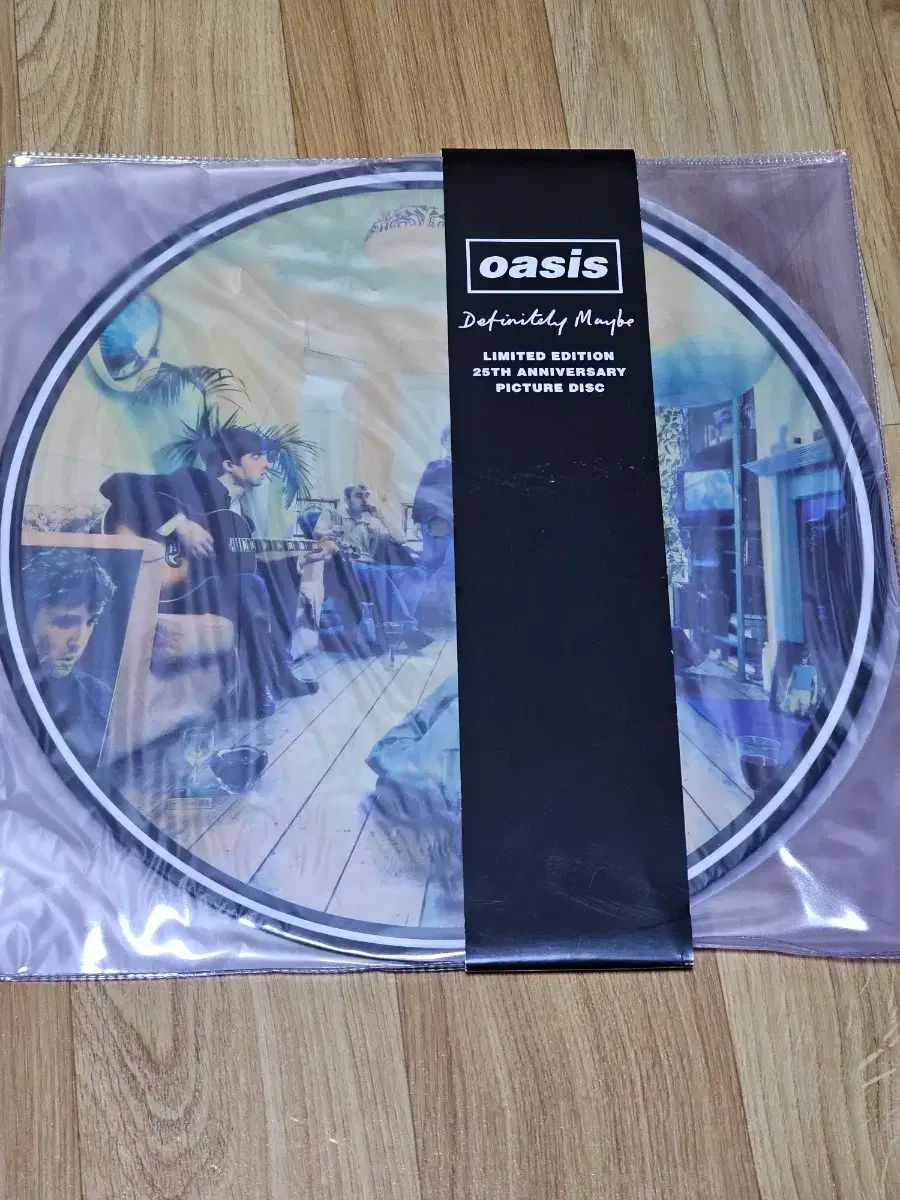 oasis
Definitely Maybe
LIMITED EDITION
25TH ANNIVERSARY
PICTURE DISC